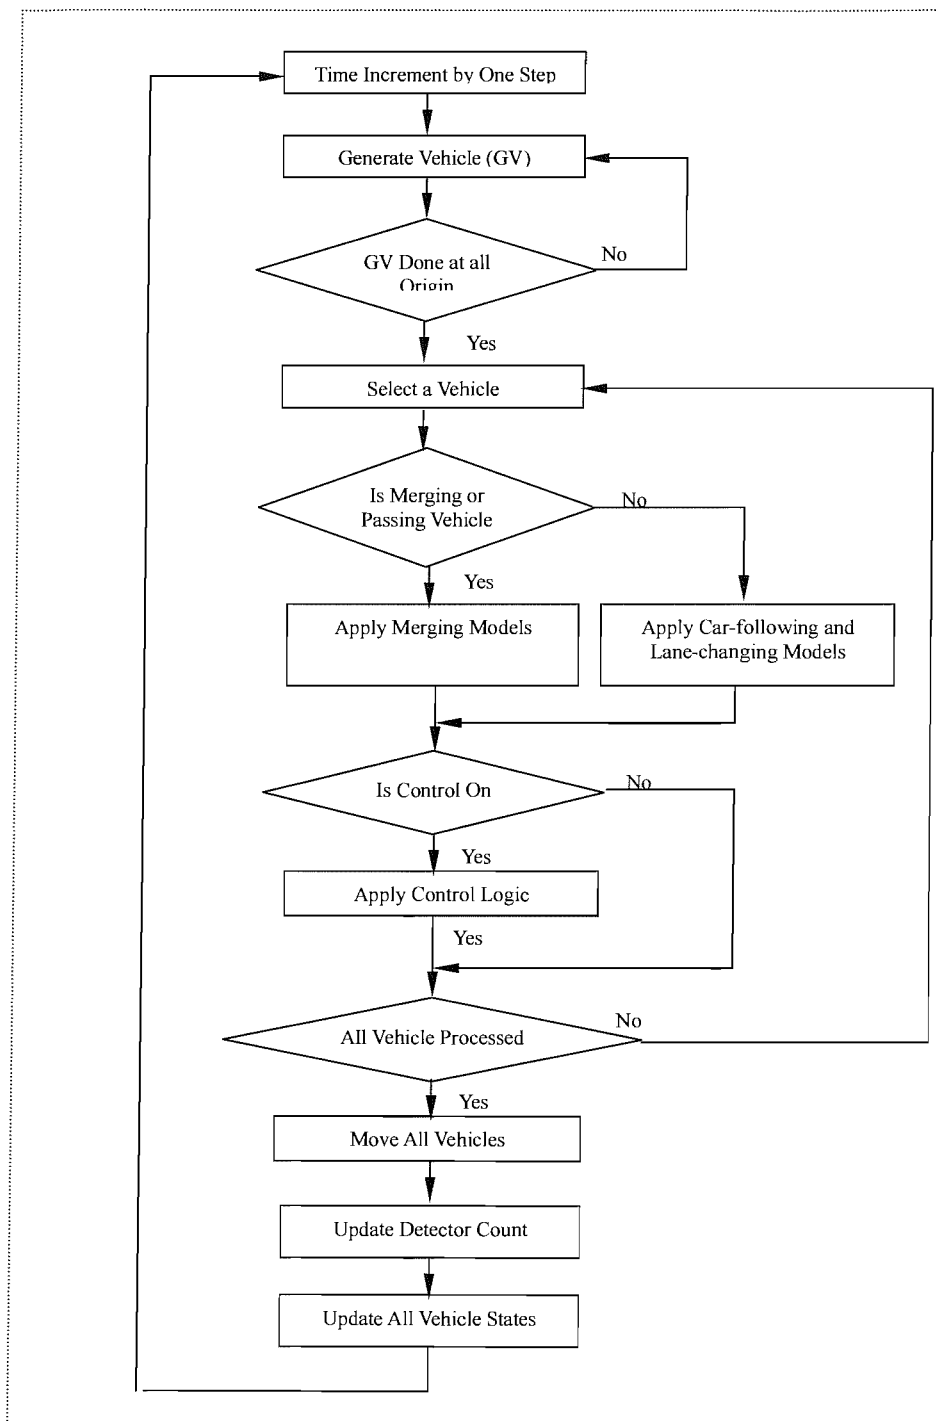 Time Increment by One Step
Generate Vehicle (GV)
GV Done at all
Origin
No
Yes
Select a Vehicle
Is Merging or
Passing Vehicle
No
Yes
Apply Merging Models
Apply Car-following and
Lane-changing Models
Is Control On
No
Yes
Apply Control Logic
Yes
All Vehicle Processed
No
Yes
Move All Vehicles
Update Detector Count
Update All Vehicle States